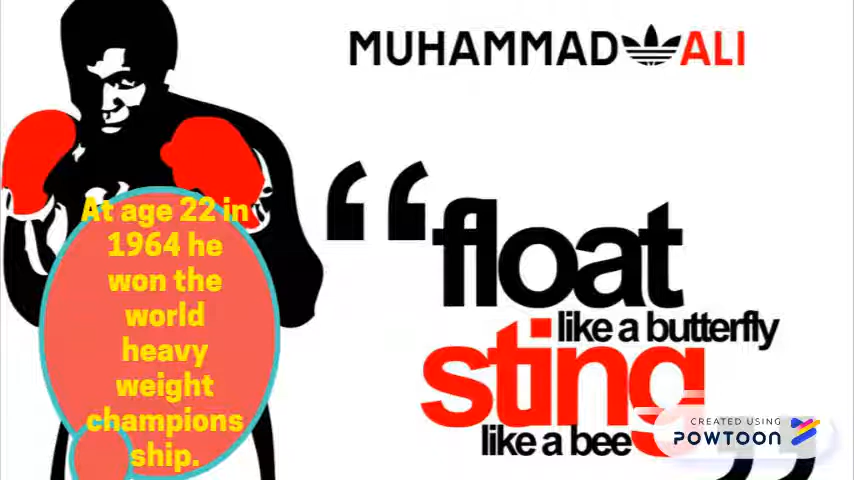 MUHAMMAD ALI
“float
like a butterfly
sting
like a bee”
At age 22 in
1964 he
won the
world
heavy
weight
champions
ship.
CREATED USING
POWTOON